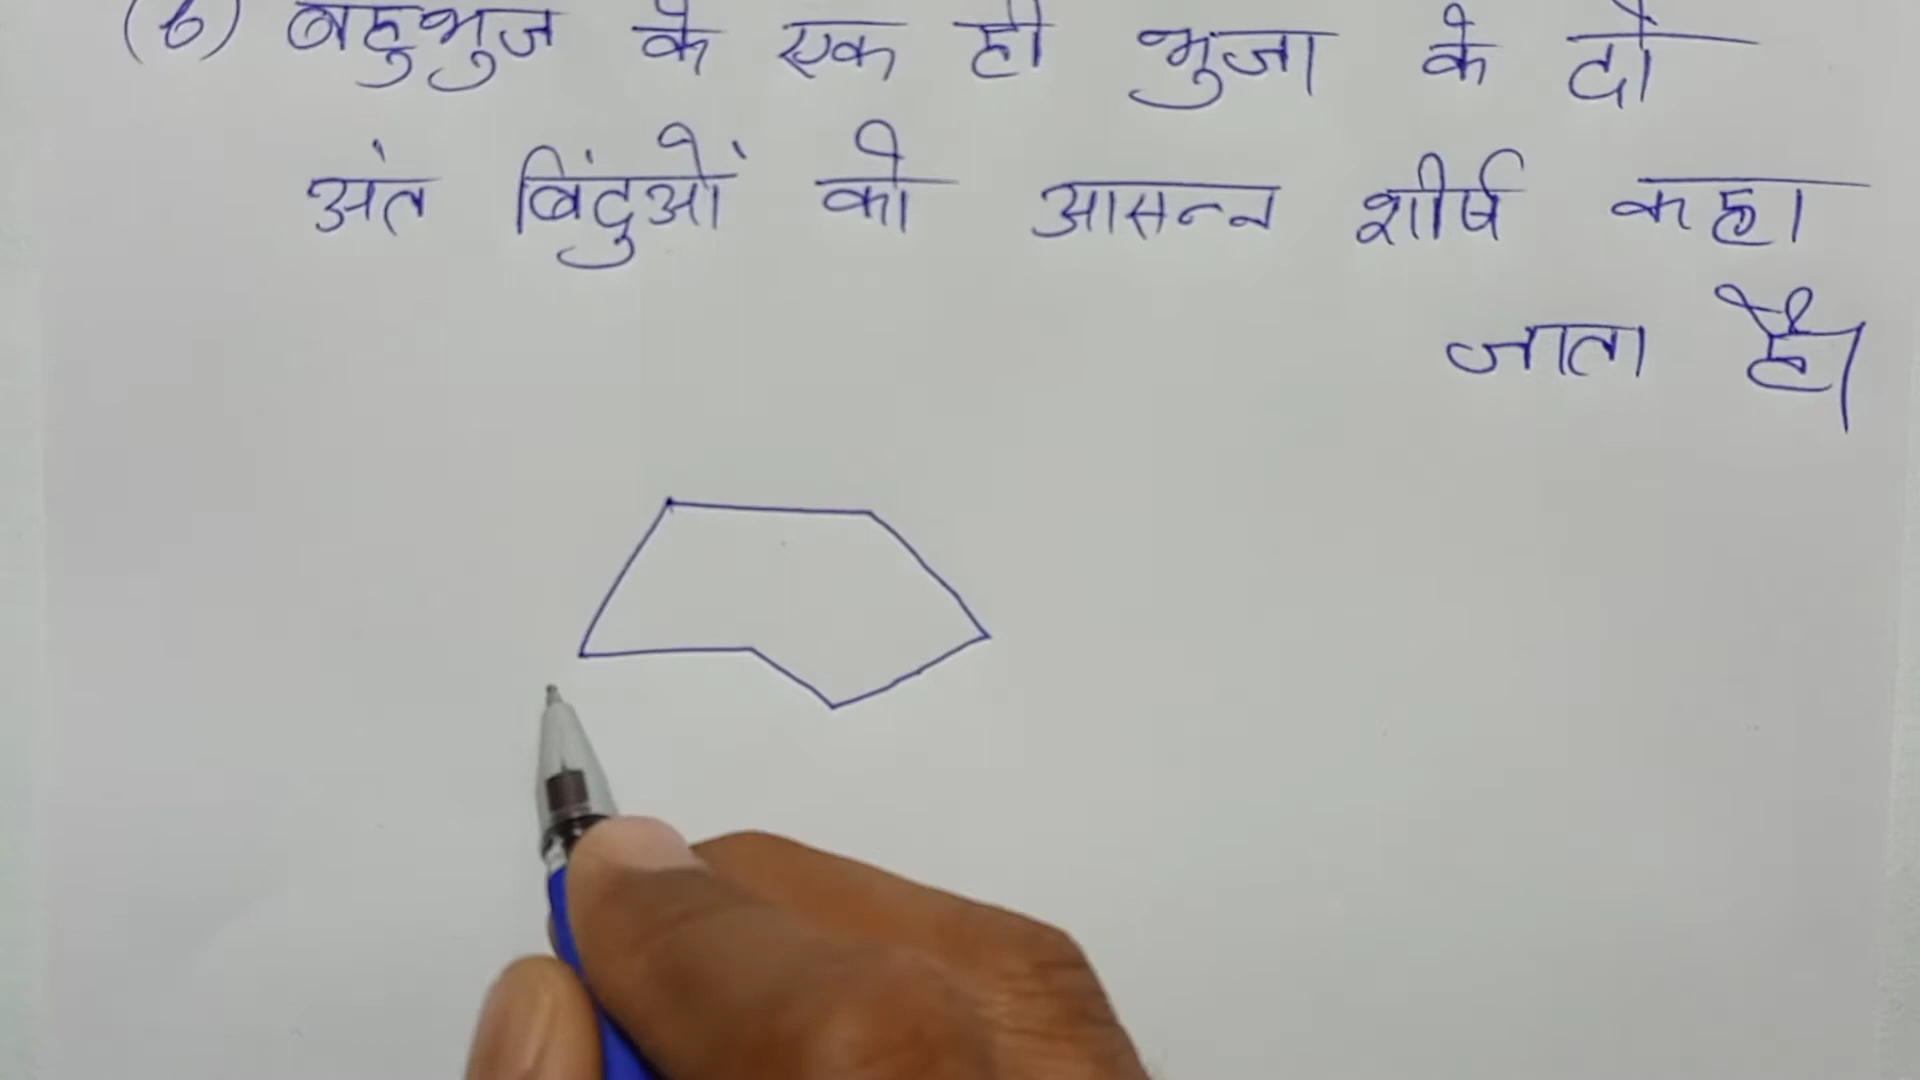 (6) बहुभुज के एक ही भुजा के दो
अंत बिंदुओं को आसन्न शीर्ष कहा
जाता है।